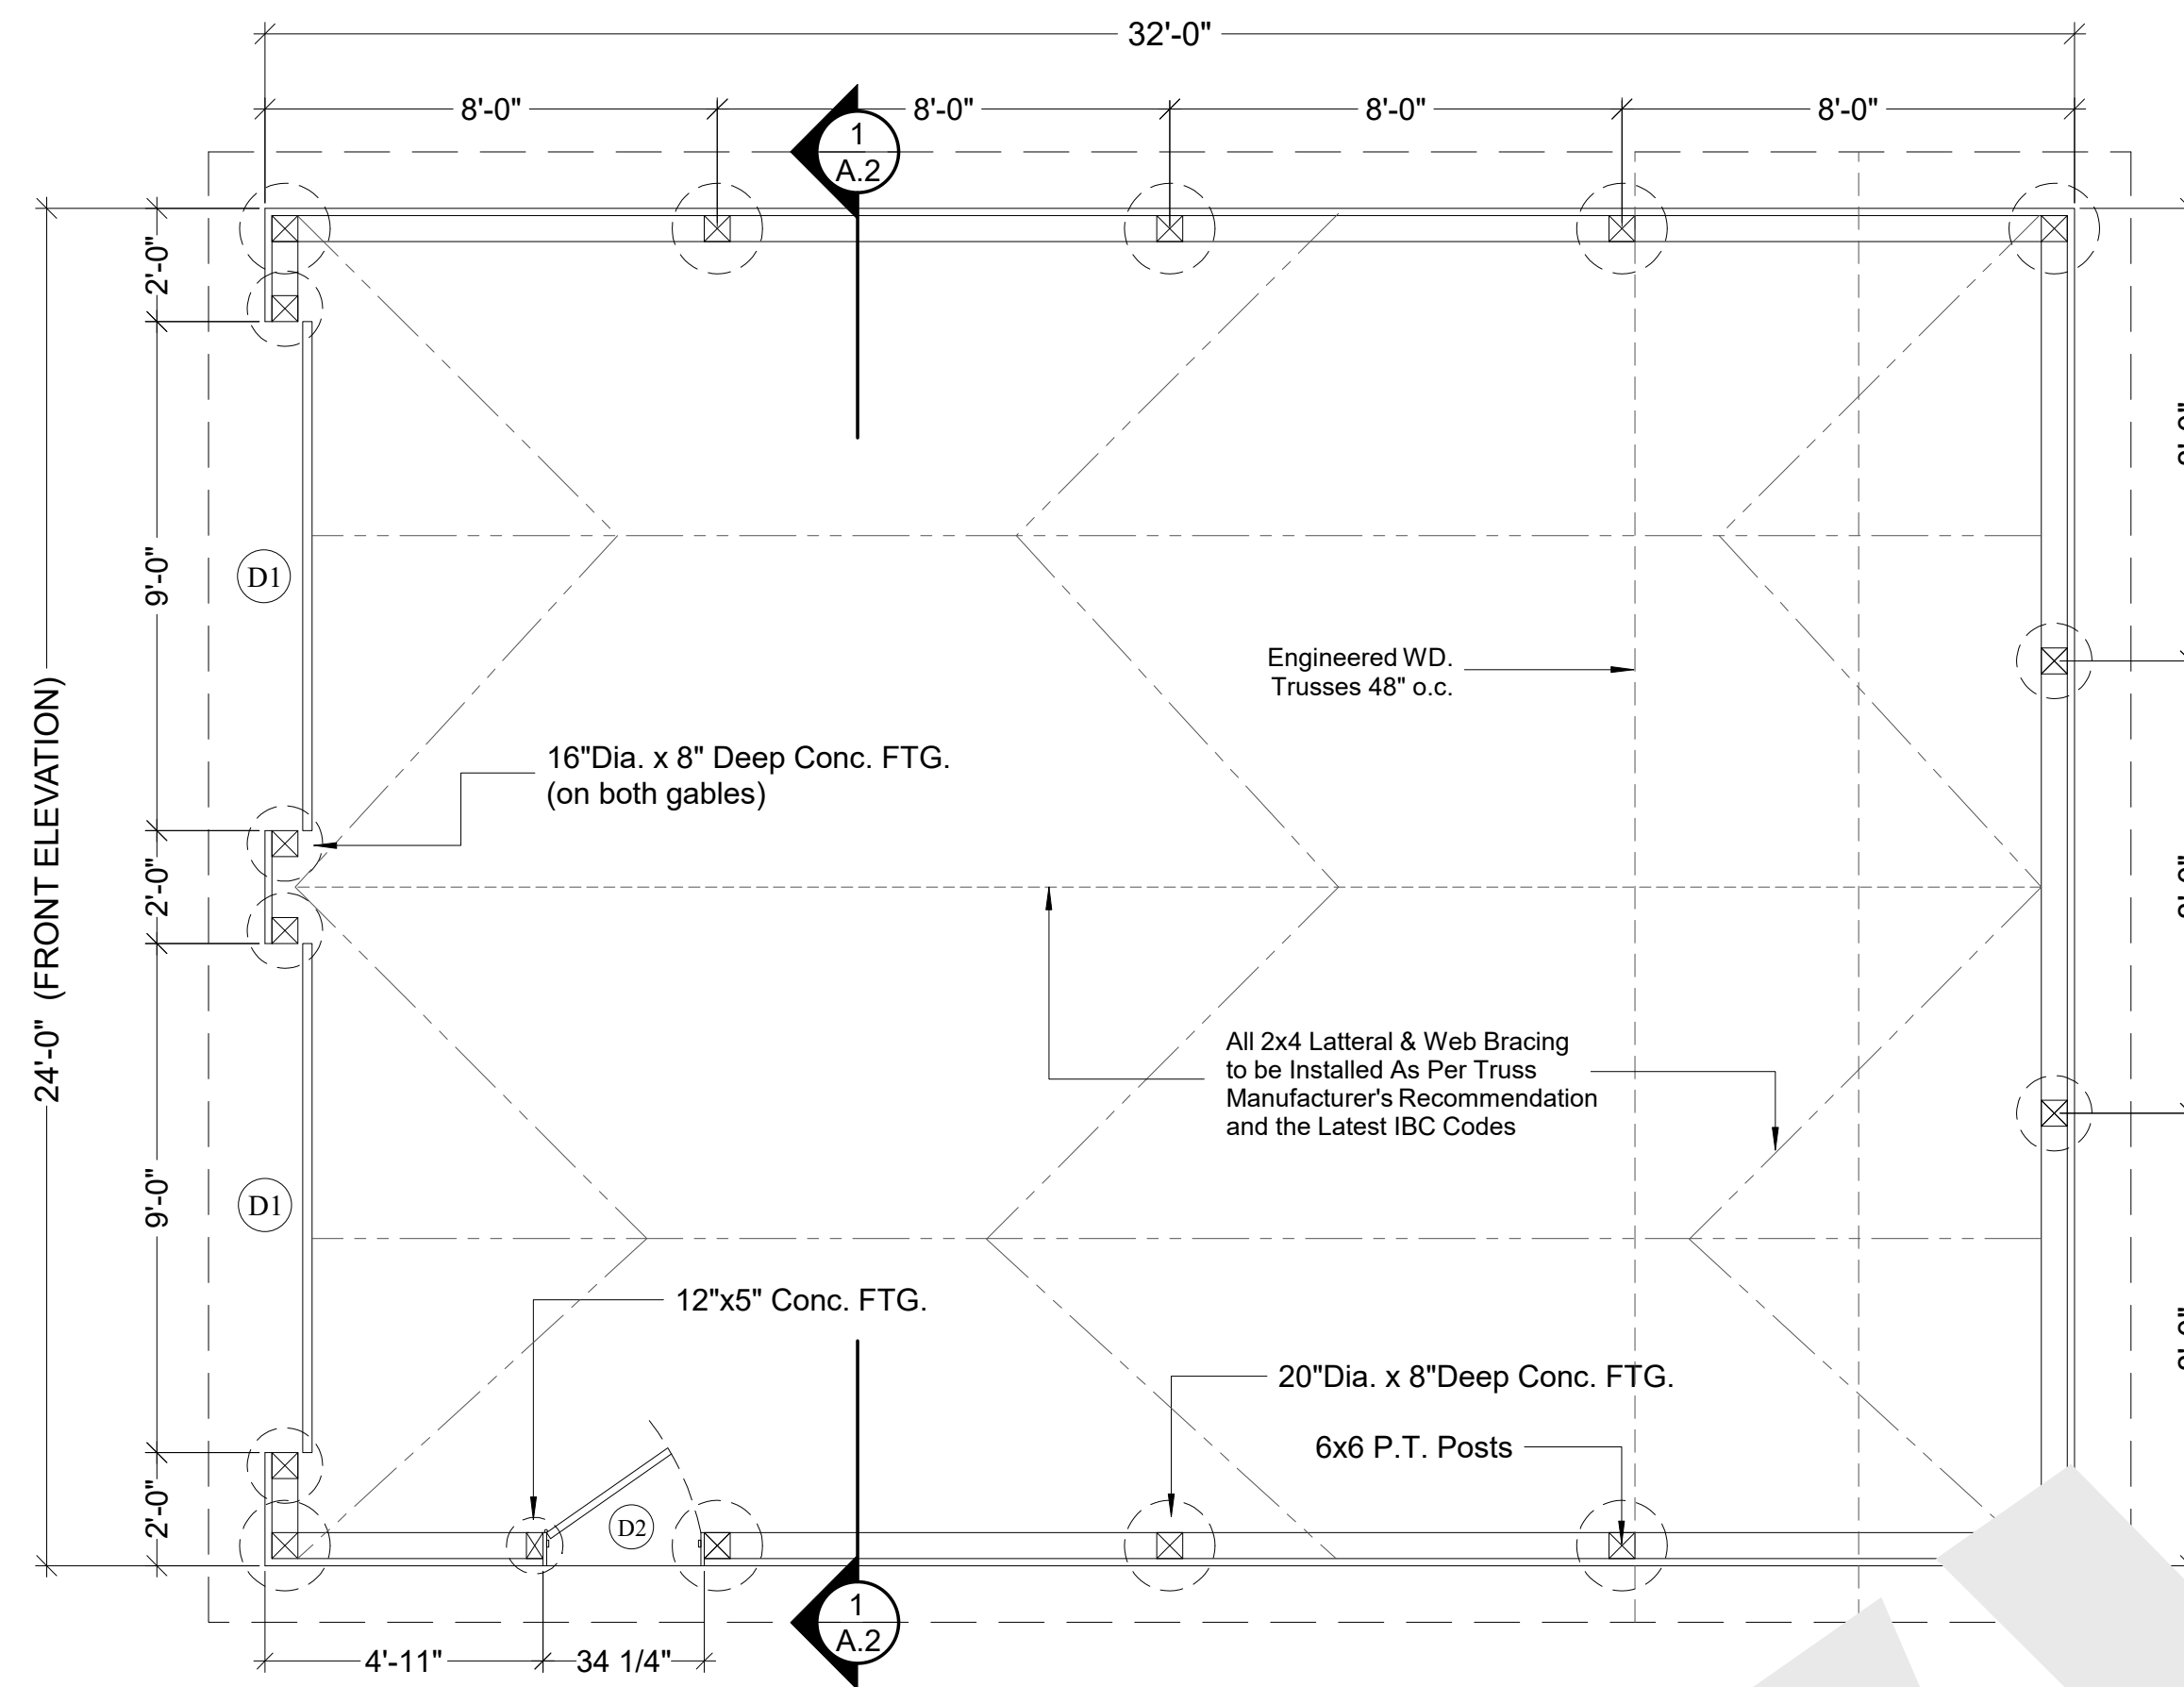 32'-0"
8'-0"
8'-0"
8'-0"
8'-0"
1
A.2
2'-0"
9'-0"
D1
Engineered WD.
Trusses 48" o.c.
16"Dia. x 8" Deep Conc. FTG.
(on both gables)
24'-0" (FRONT ELEVATION)
2'-0"
All 2x4 Latteral & Web Bracing
to be Installed As Per Truss
Manufacturer's Recommendation
and the Latest IBC Codes
9'-0"
D1
12"x5" Conc. FTG.
20"Dia. x 8"Deep Conc. FTG.
6x6 P.T. Posts
2'-0"
D2
1
A.2
4'-11"
34 1/4"